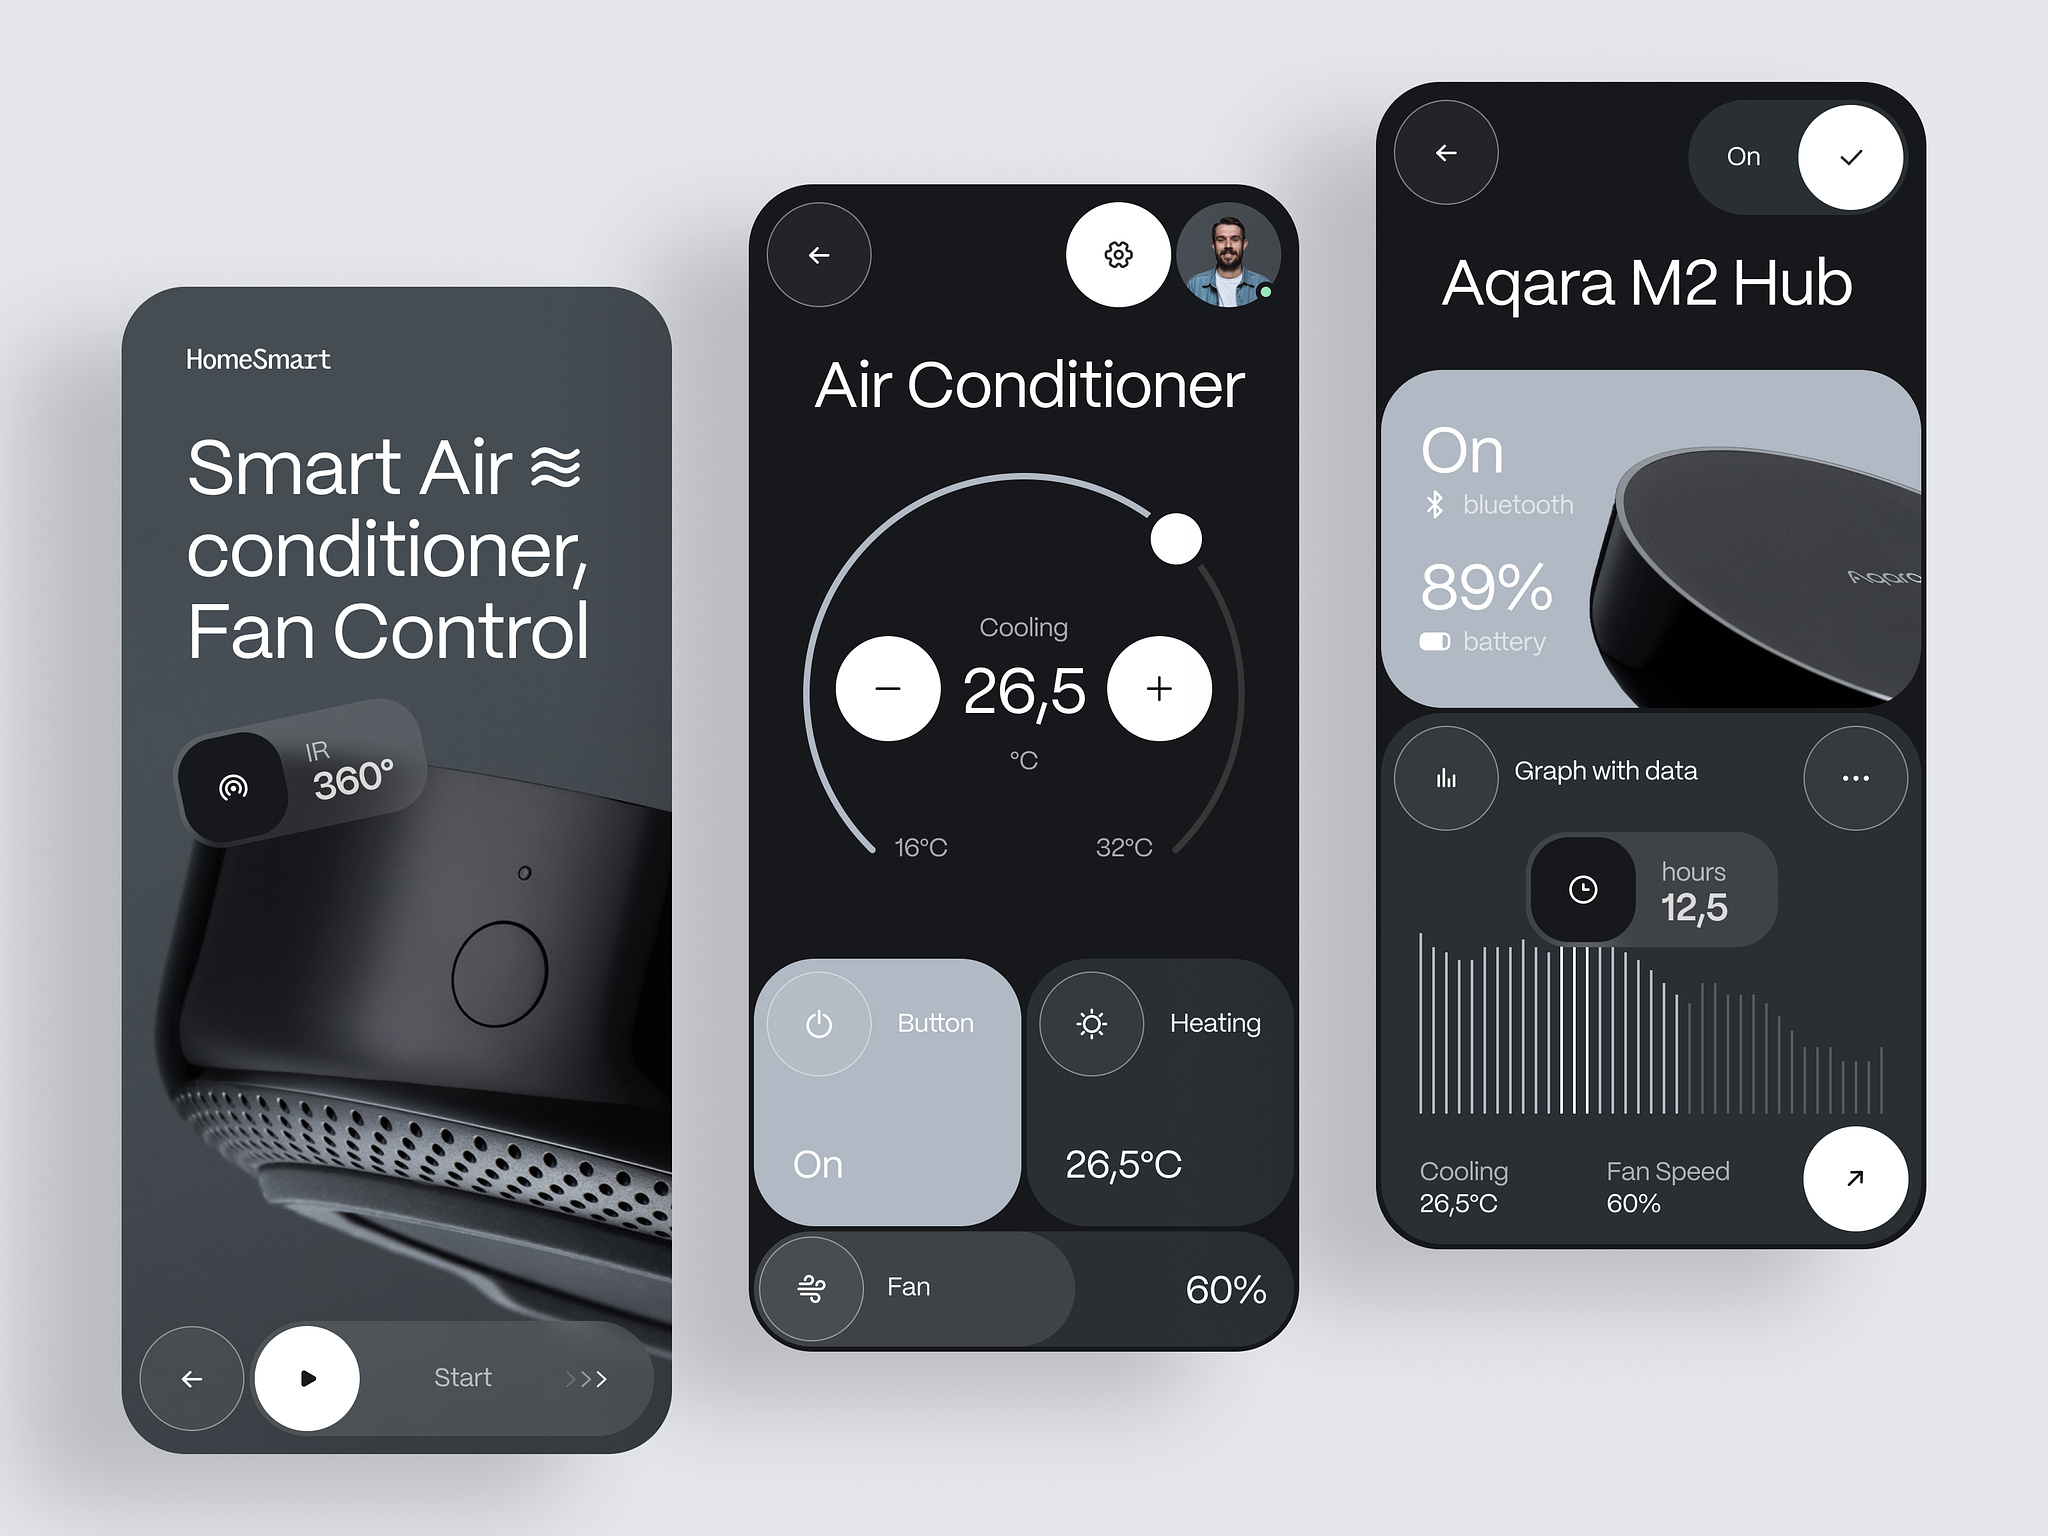 HomeSmart
Smart Air
conditioner,
Fan Control
IR
360°
Start
Air Conditioner
Cooling
26,5
°C
16°C
32°C
Button
On
Heating
26,5°C
Fan
60%
On
Aqara M2 Hub
On
bluetooth
89%
battery
Aqara
Graph with data
hours
12,5
Cooling
26,5°C
Fan Speed
60%